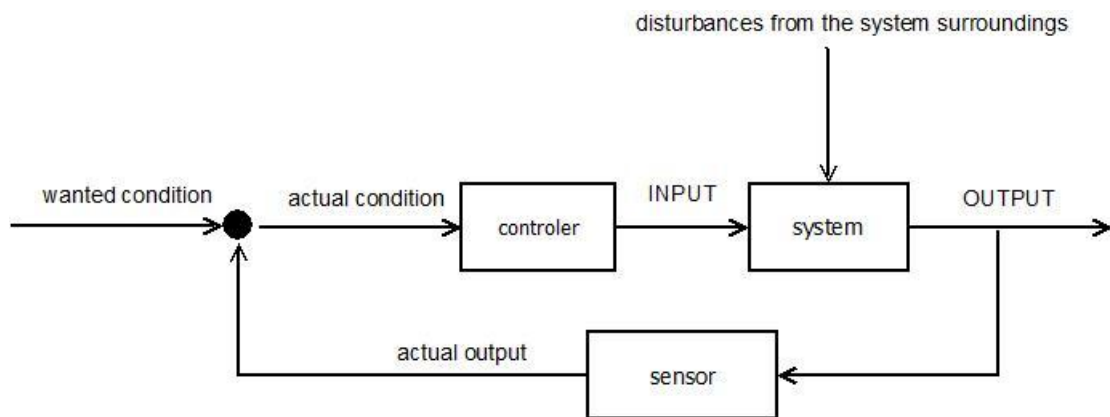 disturbances from the system surroundings
wanted condition
actual condition
controler
INPUT
system
OUTPUT
actual output
sensor